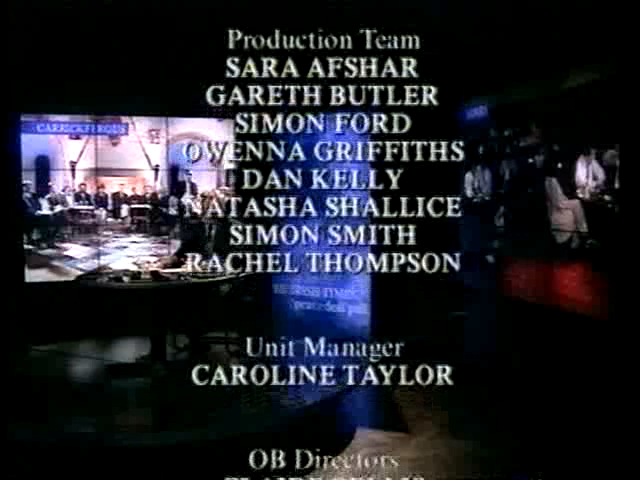 Production Team
SARA AFSHAR
GARETH BUTLER
SIMON FORD
CARRICKFERGUS
OWENNA GRIFFITHS
DAN KELLY
NATASHA SHALLICE
SIMON SMITH
RACHEL THOMPSON
Unit Manager
CAROLINE TAYLOR
OB Directors